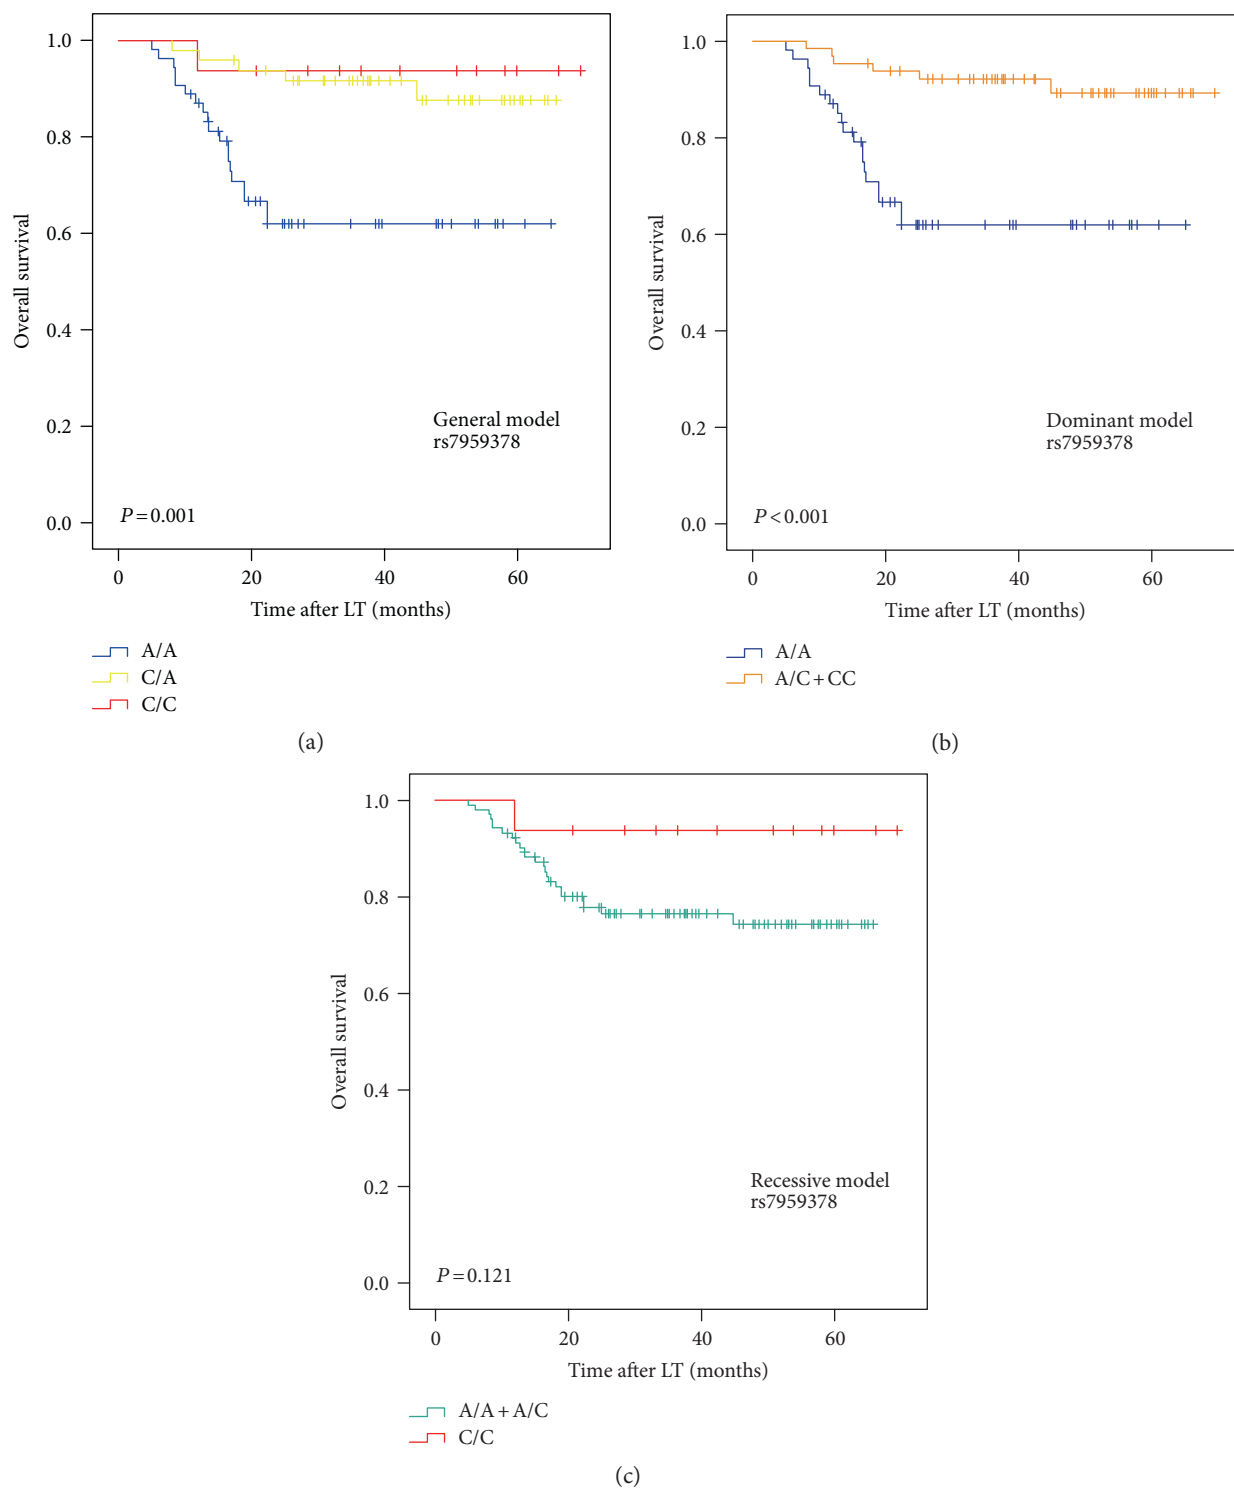 Overall survival
1.0
0.8
0.6
0.4
0.2
0.0
General model
rs7959378
P = 0.001
0 20 40 60
Time after LT (months)
A/A
C/A
C/C
(a)
Overall survival
1.0
0.8
0.6
0.4
0.2
0.0
Dominant model
rs7959378
P < 0.001
0 20 40 60
Time after LT (months)
A/A
A/C + CC
(b)
Overall survival
1.0
0.8
0.6
0.4
0.2
0.0
Recessive model
rs7959378
P = 0.121
0 20 40 60
Time after LT (months)
A/A + A/C
C/C
(c)